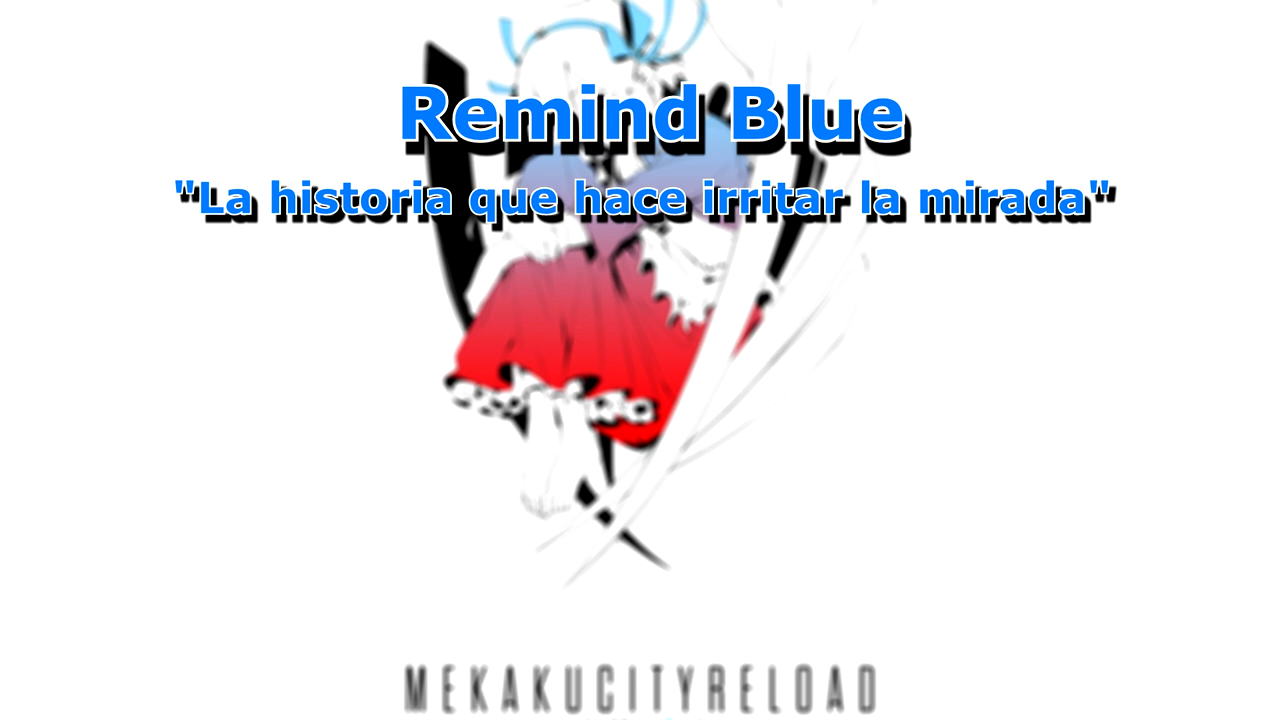 Remind Blue
"La historia que hace irritar la mirada"
MEKAKUCITYRELOAD